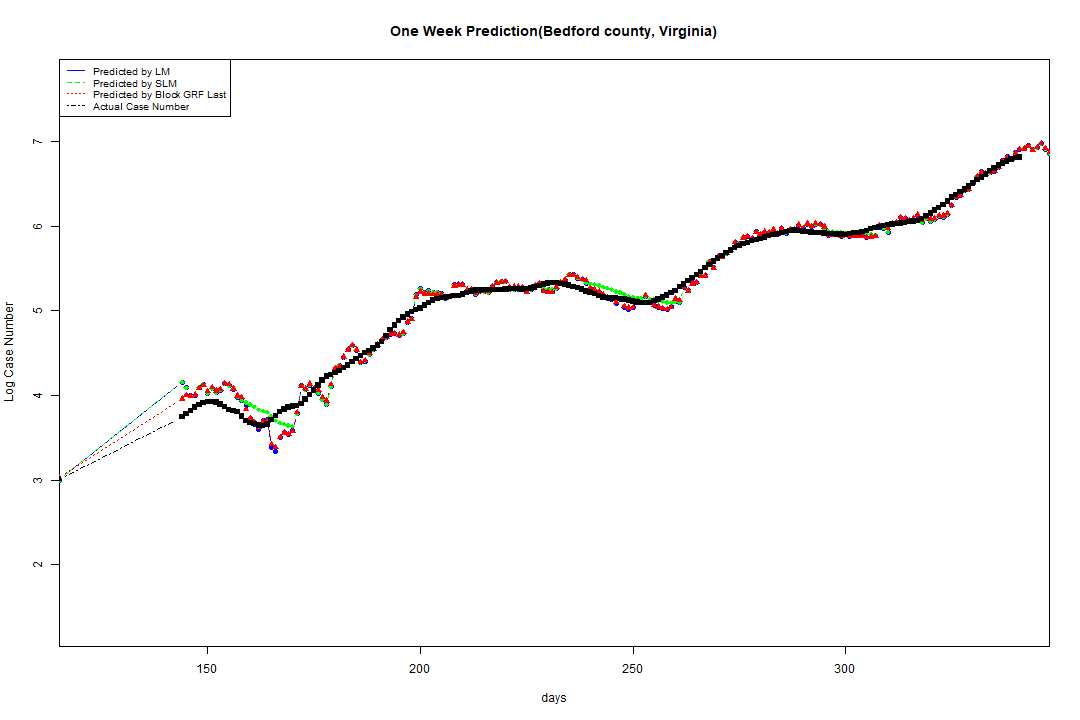 One Week Prediction(Bedford county, Virginia)
Predicted by LM
Predicted by SLM
Predicted by Block GRF Last
Actual Case Number
7
6
5
4
3
2
Log Case Number
150 200 250 300
days